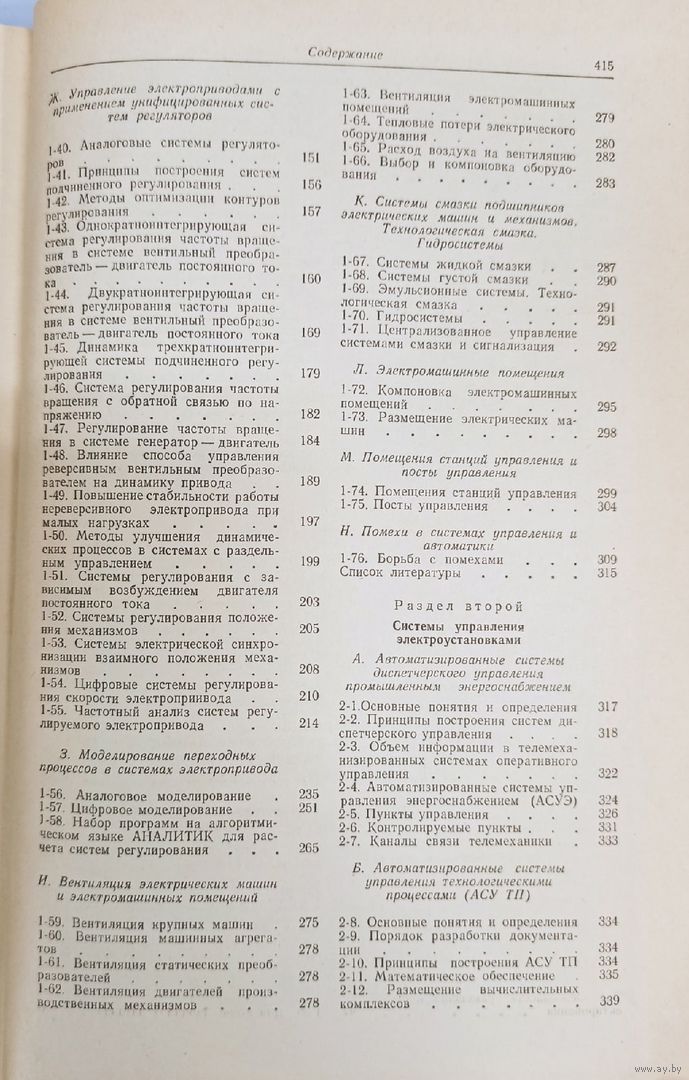 Содержание
415
Ж. Управление электроприводами с
применением унифицированных сис-
тем регуляторов
1-40. Аналоговые системы регулято-
ров . . . . . . . . . 151
1-41. Принципы построения систем
подчиненного регулирования . . . 156
1-42. Методы оптимизации контуров
регулирования . . . . . . 157
1-43. Однократноинтегрирующая си-
стема регулирования частоты враще-
ния в системе вентильный преобра-
зователь — двигатель постоянного то-
ка . . . . . . . . . 160
1-44. Двукратноинтегрирующая си-
стема регулирования частоты враще-
ния в системе вентильный преобразо-
ватель — двигатель постоянного тока 169
1-45. Динамика трехкратноинтегри-
рующей системы подчиненного регу-
лирования . . . . . . . 179
1-46. Система регулирования частоты
вращения с обратной связью по на-
пряжению . . . . . . . 182
1-47. Регулирование частоты враще-
ния в системе генератор — двигатель 184
1-48. Влияние способа управления
реверсивным вентильным преобразо-
вателем на динамику привода . . 189
1-49. Повышение стабильности работы
нереверсивного электропривода при
малых нагрузках . . . . . 197
1-50. Методы улучшения динамиче-
ских процессов в системах с раздель-
ным управлением . . . . . 199
1-51. Системы регулирования с за-
висимым возбуждением двигателя
постоянного тока . . . . . 203
1-52. Системы регулирования положе-
ния механизмов . . . . . . 205
1-53. Системы электрической синхро-
низации взаимного положения меха-
низмов . . . . . . . . 208
1-54. Цифровые системы регулирова-
ния скорости электроприввода . . 210
1-55. Частотный анализ систем регу-
лируемого электропривода . . . 214
З. Моделирование переходных
процессов в системах электропривода
1-56. Аналоговое моделирование . 235
1-57. Цифровое моделирование . . 251
1-58. Набор программ на алгоритми-
ческом языке АНАЛИТИК для рас-
чета систем регулирования . . . 265
И. Вентиляция электрических машин
и электромашинных помещений
1-59. Вентиляция крупных машин . 275
1-60. Вентиляция машинных агрега-
тов . . . . . . . . . 278
1-61. Вентиляция статических преоб-
разователей . . . . . . . 278
1-62. Вентиляция двигателей произ-
водственных механизмов . . . 278
1-63. Вентиляция электромашинных
помещений . . . . . . . 279
1-64. Тепловые потери электрического
оборудования . . . . . . 280
1-65. Расход воздуха на вентиляцию 282
1-66. Выбор и компоновка оборудо-
вания . . . . . . . . 283
К. Системы смазки подшипников
электрических машин и механизмов.
Технологическая смазка.
Гидросистемы
1-67. Системы жидкой смазки . . 287
1-68. Системы густой смазки . . 290
1-69. Эмульсионные системы. Техно-
логическая смазка . . . . . 291
1-70. Гидросистемы . . . . . 291
1-71. Централизованное управление
системами смазки и сигнализация . 292
Л. Электромашинные помещения
1-72. Компоновка электромашинных
помещений . . . . . . . 295
1-73. Размещение электрических ма-
шин . . . . . . . . . 298
М. Помещения станций управления и
посты управления
1-74. Помещения станций управления 299
1-75. Посты управления . . . . 304
Н. Помехи в системах управления и
автоматики
1-76. Борьба с помехами . . . 309
Список литературы . . . . . 315
Раздел второй
Системы управления
электроустановками
А. Автоматизированные системы
диспетчерского управления
промышленным энергоснабжением
2-1.Основные понятия и определения 317
2-2. Принципы построения систем ди-
спетчерского управления . . . . 318
2-3. Объем информации в телемеха-
низированных системах оперативного
управления . . . . . . . 322
2-4. Автоматизированные системы уп-
равления энергоснабжением (АСУЭ) 324
2-5. Пункты управления . . . . 326
2-6. Контролируемые пункты . . . 331
2-7. Каналы связи телемеханики . . 333
Б. Автоматизированные системы
управления технологическими
процессами (АСУ ТП)
2-8. Основные понятия и определения 334
2-9. Порядок разработки документа-
ции . . . . . . . . . 334
2-10. Принципы построения АСУ ТП 334
2-11. Математическое обеспечение . 335
2-12. Размещение вычислительных
комплексов . . . . . . . 339
www.ay.by